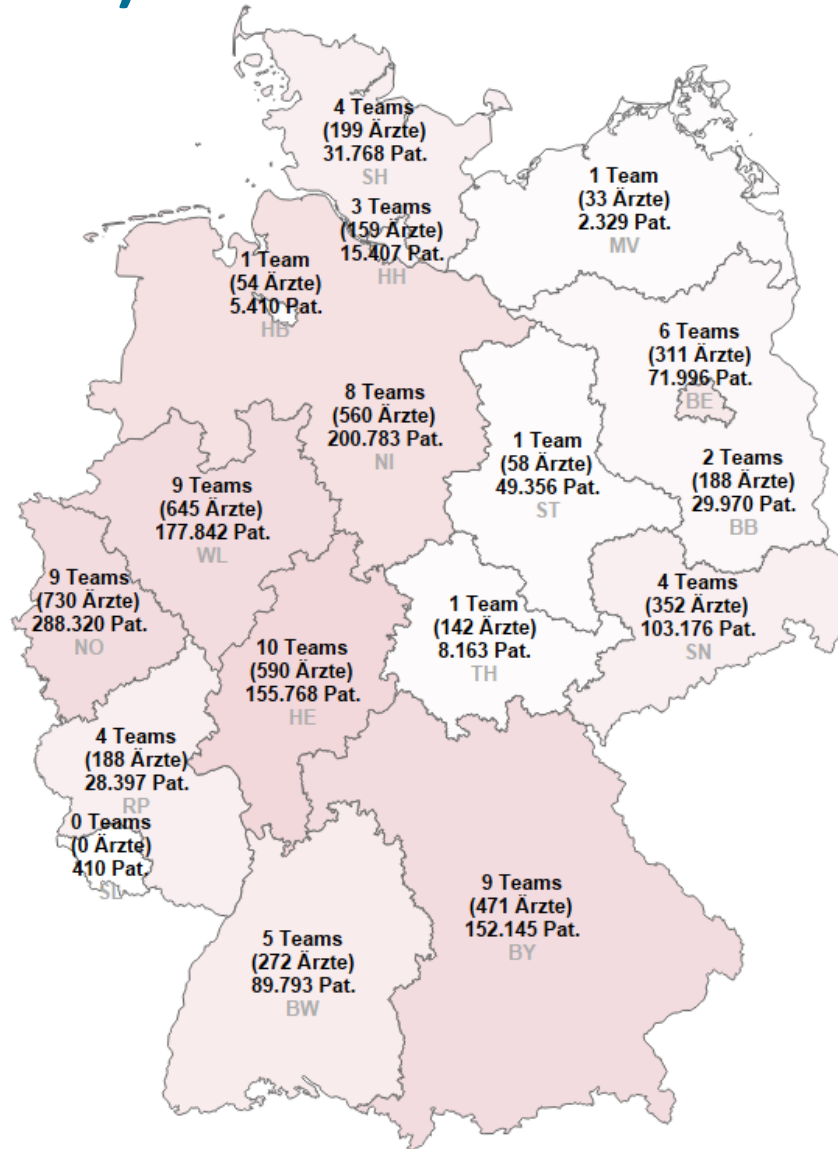 4 Teams
(199 Ärzte)
31.768 Pat.
SH
1 Team
(33 Ärzte)
2.329 Pat.
MV
3 Teams
(159 Ärzte)
15.407 Pat.
HH
1 Team
(54 Ärzte)
5.410 Pat.
HB
6 Teams
(311 Ärzte)
71.996 Pat.
BE
8 Teams
(560 Ärzte)
200.783 Pat.
NI
1 Team
(58 Ärzte)
49.356 Pat.
ST
2 Teams
(188 Ärzte)
29.970 Pat.
BB
9 Teams
(645 Ärzte)
177.842 Pat.
WL
9 Teams
(730 Ärzte)
288.320 Pat.
NO
4 Teams
(352 Ärzte)
103.176 Pat.
SN
1 Team
(142 Ärzte)
8.163 Pat.
TH
10 Teams
(590 Ärzte)
155.768 Pat.
HE
4 Teams
(188 Ärzte)
28.397 Pat.
RP
0 Teams
(0 Ärzte)
410 Pat.
SL
9 Teams
(471 Ärzte)
152.145 Pat.
BY
5 Teams
(272 Ärzte)
89.793 Pat.
BW